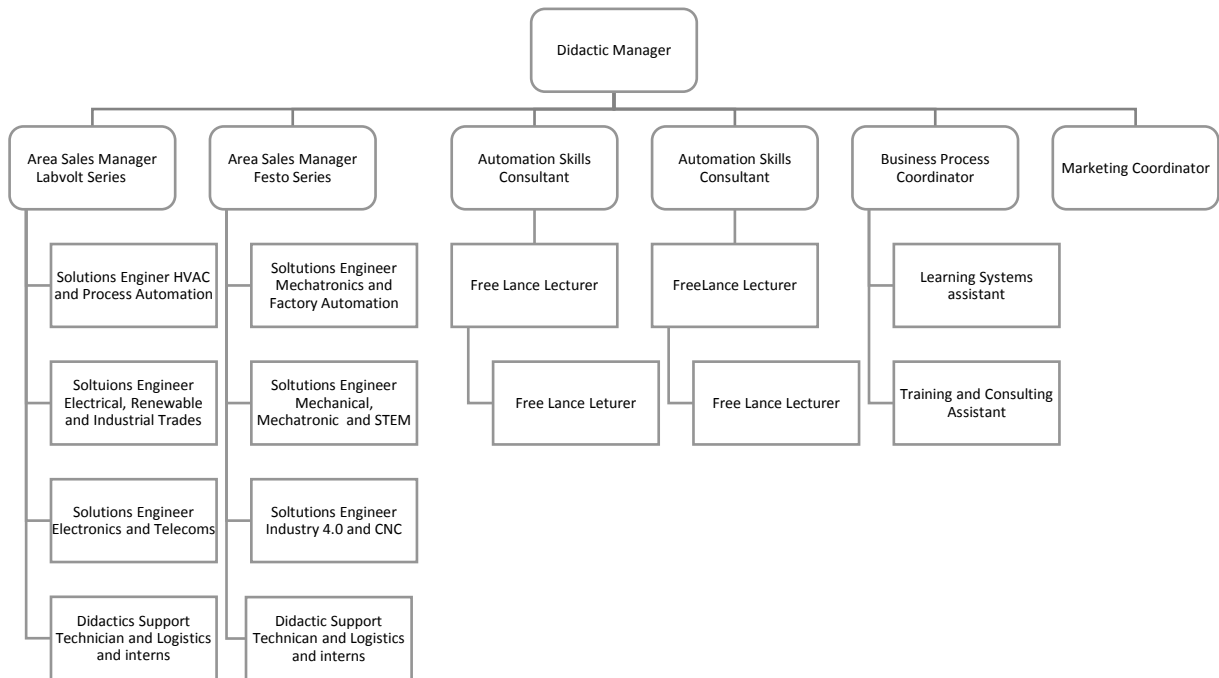 Didactic Manager
Area Sales Manager
Labvolt Series
Area Sales Manager
Festo Series
Automation Skills
Consultant
Automation Skills
Consultant
Business Process
Coordinator
Marketing Coordinator
Solutions Enginer HVAC
and Process Automation
Soltutions Engineer
Mechatronics and
Factory Automation
Free Lance Lecturer
FreeLance Lecturer
Learning Systems
assistant
Soltuions Engineer
Electrical, Renewable
and Industrial Trades
Soltutions Engineer
Mechanical,
Mechatronic and STEM
Free Lance Leturer
Free Lance Lecturer
Training and Consulting
Assistant
Solutions Engineer
Electronics and Telecoms
Soltutions Engineer
Industry 4.0 and CNC
Didactics Support
Technician and Logistics
and interns
Didactic Support
Technican and Logistics
and interns